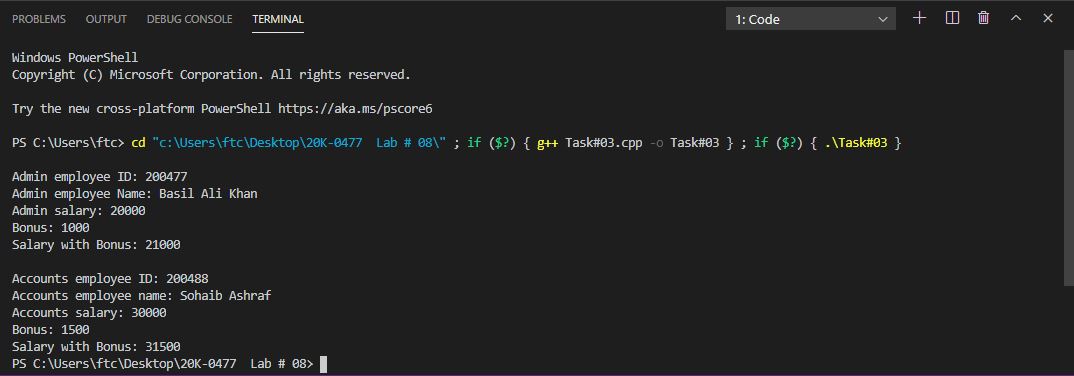 PROBLEMS OUTPUT DEBUG CONSOLE TERMINAL 1: Code
Windows PowerShell
Copyright (C) Microsoft Corporation. All rights reserved.
Try the new cross-platform PowerShell https://aka.ms/pscore6
PS C:\Users\ftc> cd "c:\Users\ftc\Desktop\20K-0477  Lab # 08\" ; if ($?) { g++ Task#03.cpp -o Task#03 } ; if ($?) { .\Task#03 }
Admin employee ID: 200477
Admin employee Name: Basil Ali Khan
Admin salary: 20000
Bonus: 1000
Salary with Bonus: 21000
Accounts employee ID: 200488
Accounts employee name: Sohaib Ashraf
Accounts salary: 30000
Bonus: 1500
Salary with Bonus: 31500
PS C:\Users\ftc\Desktop\20K-0477  Lab # 08>